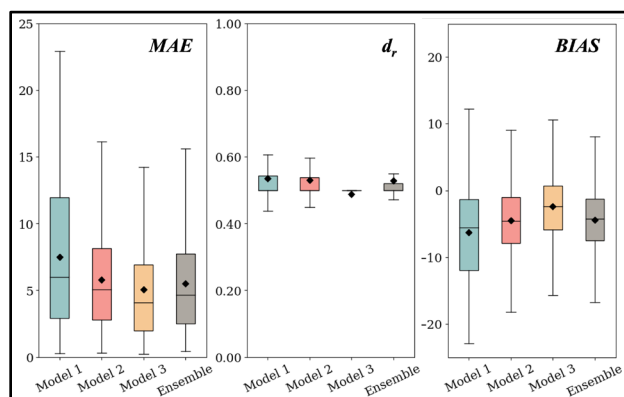 MAE
25
20
15
10
5
0
Model 1
Model 2
Model 3
Ensemble
d_r
1.00
0.80
0.60
0.40
0.20
0.00
Model 1
Model 2
Model 3
Ensemble
BIAS
20
10
0
−10
−20
Model 1
Model 2
Model 3
Ensemble